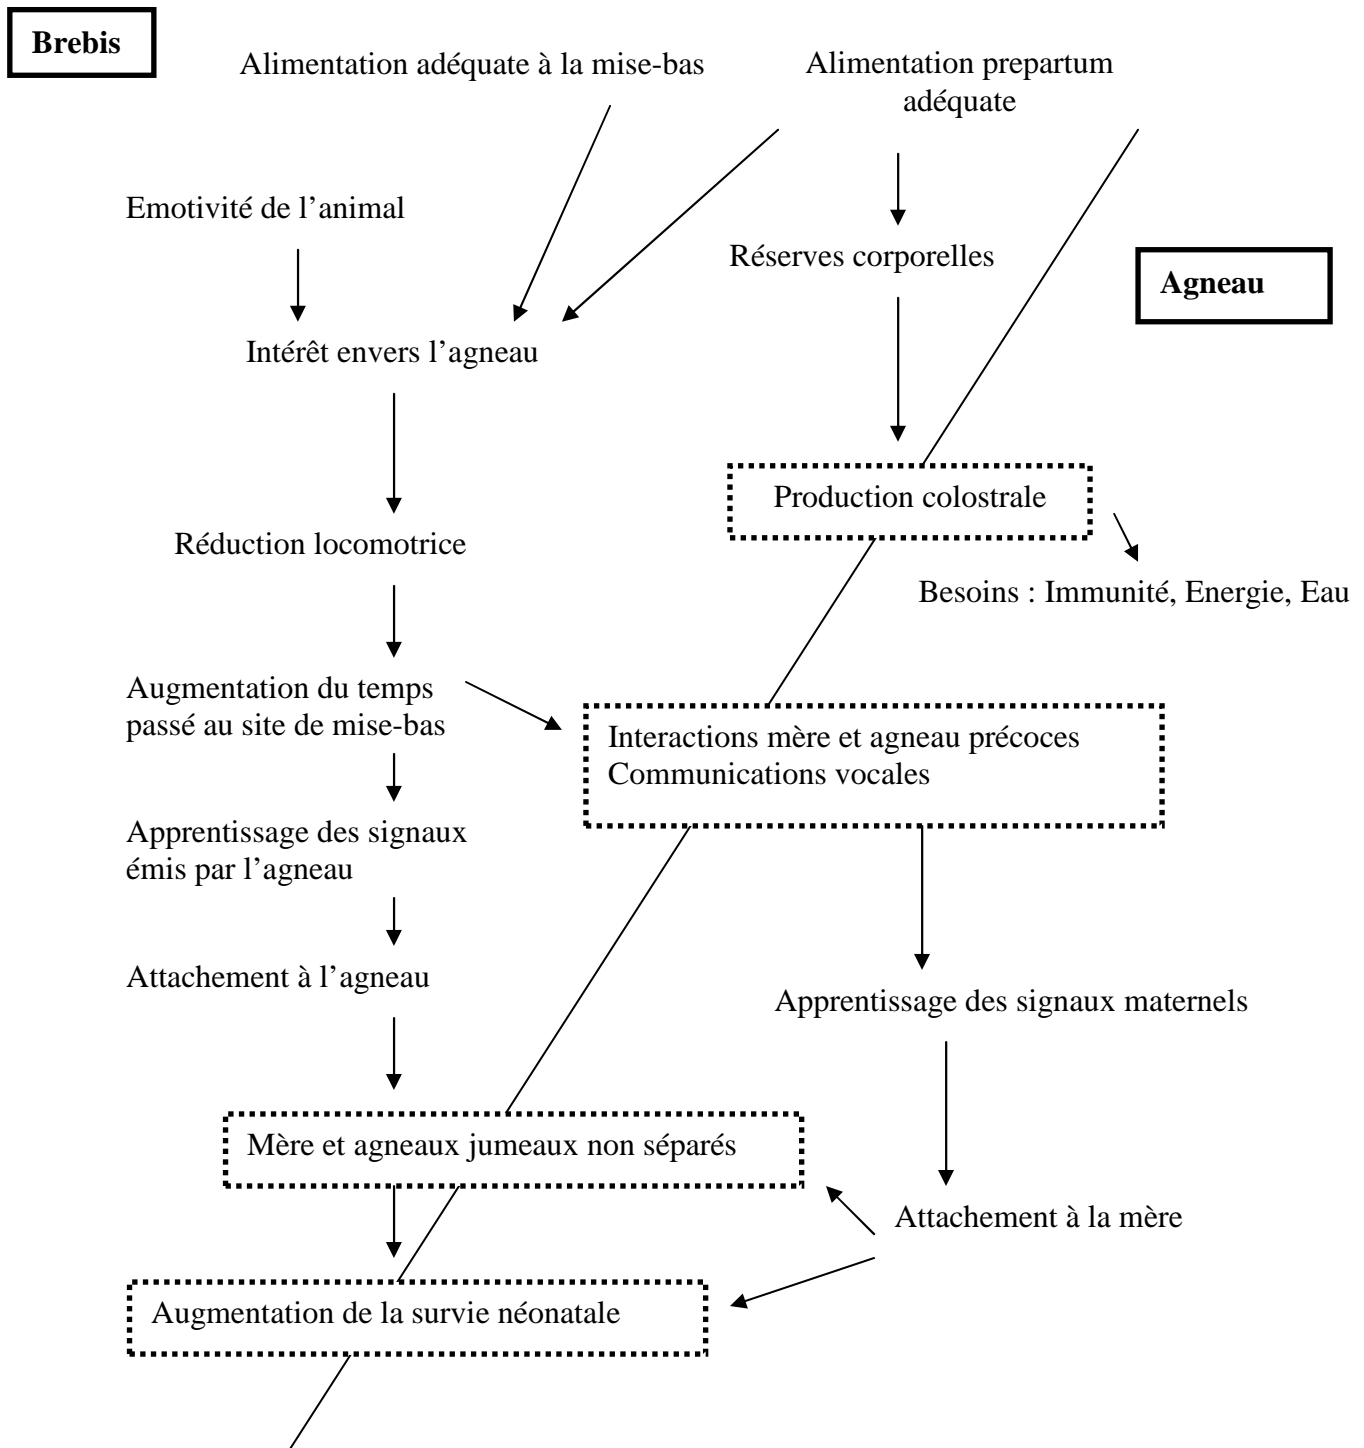 Brebis
Alimentation adéquate à la mise-bas
Alimentation prepartum
adéquate
Emotivité de l’animal
Réserves corporelles
Agneau
Intérêt envers l’agneau
Production colostrale
Réduction locomotrice
Besoins : Immunité, Energie, Eau
Augmentation du temps
passé au site de mise-bas
Interactions mère et agneau précoces
Communications vocales
Apprentissage des signaux
émis par l’agneau
Attachement à l’agneau
Apprentissage des signaux maternels
Mère et agneaux jumeaux non séparés
Attachement à la mère
Augmentation de la survie néonatale